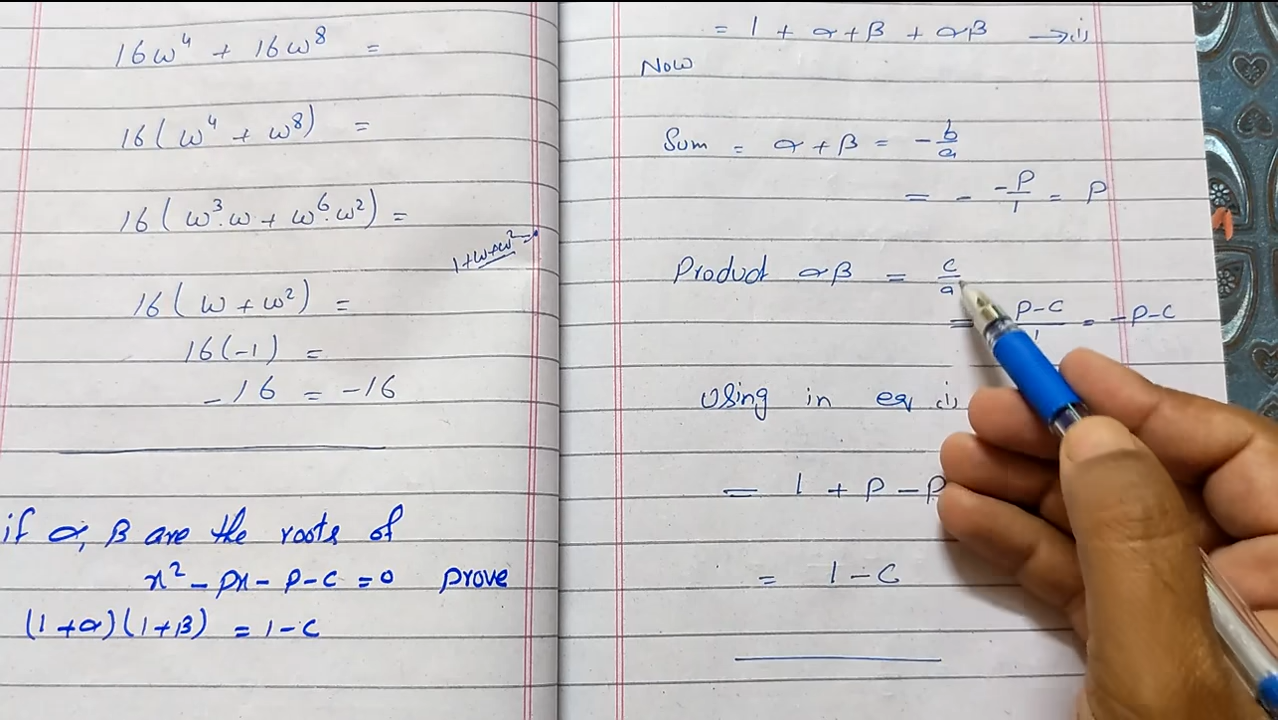 16ω⁴ + 16ω⁸ =
16(ω⁴ + ω⁸) =
16(ω³.ω + ω⁶.ω²) =
1+ω+ω²=
16(ω + ω²) =
16(-1) =
-16 = -16
if α, β are the roots of
x² - px - p - c = 0 prove
(1+α)(1+β) = 1-c
= 1 + α+β + αβ →(i)
Now
Sum = α + β = -b/a
= - -P/1 = P
Product αβ = c/a
= P-C/1 = -P-C
Using in eq (i)
= 1 + P - P
= 1 - C